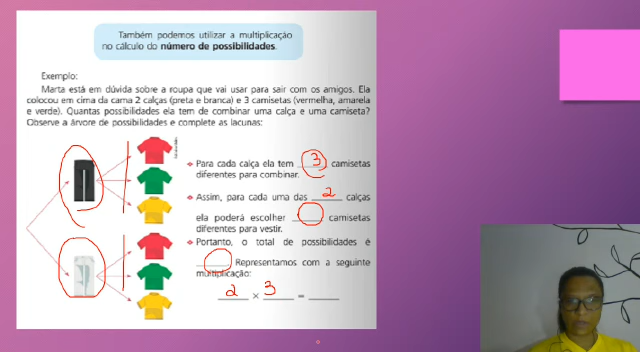 Também podemos utilizar a multiplicação
no cálculo do número de possibilidades.
Exemplo:
Marta está em dúvida sobre a roupa que vai usar para sair com os amigos. Ela
colocou em cima da cama 2 calças (preta e branca) e 3 camisetas (vermelha, amarela
e verde). Quantas possibilidades ela tem de combinar uma calça e uma camiseta?
Observe a árvore de possibilidades e complete as lacunas:
Para cada calça ela tem 3 camisetas
diferentes para combinar.
Assim, para cada uma das 2 calças
ela poderá escolher ____ camisetas
diferentes para vestir.
Portanto, o total de possibilidades é
____. Representamos com a seguinte
multiplicação:
2 × 3 = ____